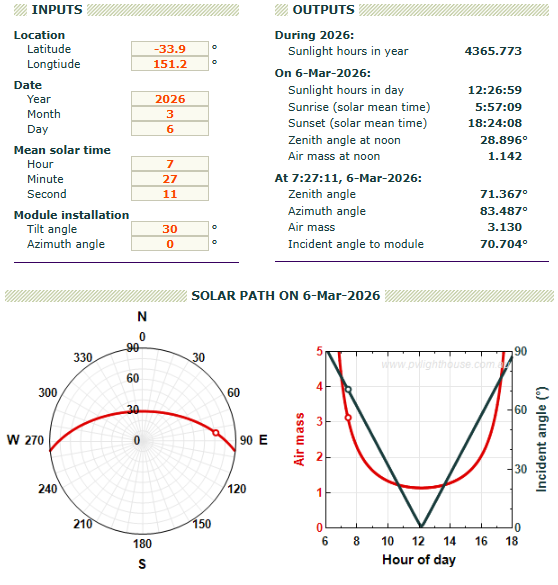 INPUTS
Location
Latitude -33.9 °
Longtiude 151.2 °
Date
Year 2026
Month 3
Day 6
Mean solar time
Hour 7
Minute 27
Second 11
Module installation
Tilt angle 30 °
Azimuth angle 0 °
OUTPUTS
During 2026:
Sunlight hours in year 4365.773
On 6-Mar-2026:
Sunlight hours in day 12:26:59
Sunrise (solar mean time) 5:57:09
Sunset (solar mean time) 18:24:08
Zenith angle at noon 28.896°
Air mass at noon 1.142
At 7:27:11, 6-Mar-2026:
Zenith angle 71.367°
Azimuth angle 83.487°
Air mass 3.130
Incident angle to module 70.704°
SOLAR PATH ON 6-Mar-2026
N
0
330 90 30
300 60 60
30
W 270 0 90 E
240 120
210 150
180
S
www.pvlighthouse.com.au
5 90
4
60
3
2
30
1
0 0
6 8 10 12 14 16 18
Air mass
Incident angle (°)
Hour of day